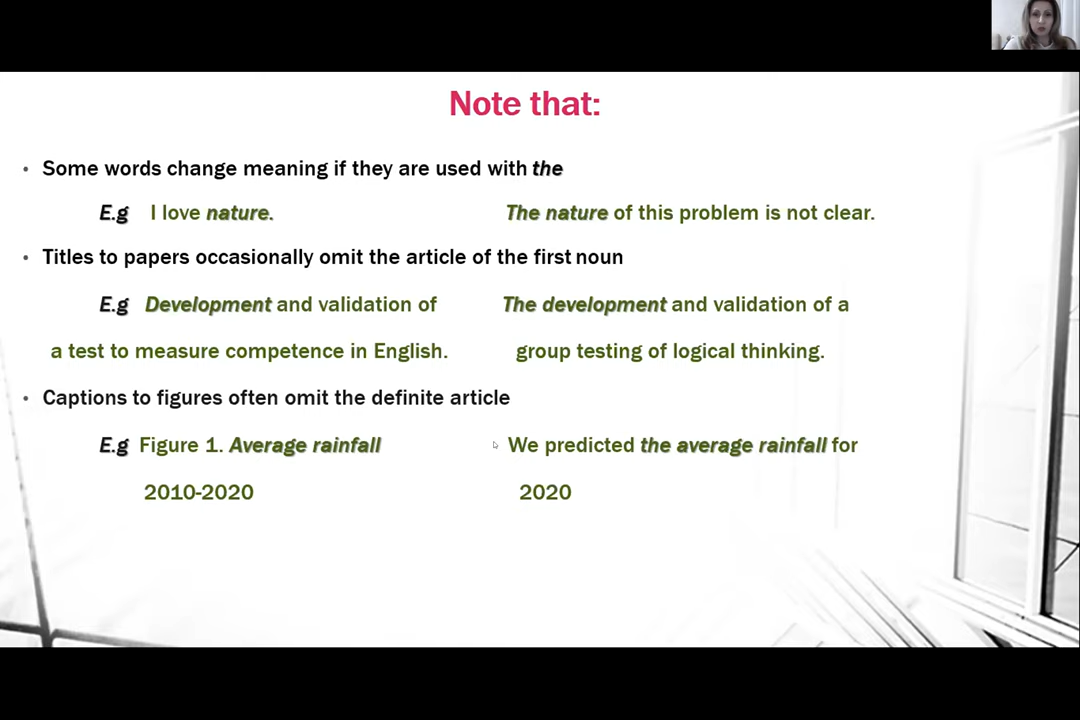 Note that:
• Some words change meaning if they are used with the
E.g I love nature. The nature of this problem is not clear.
• Titles to papers occasionally omit the article of the first noun
E.g Development and validation of The development and validation of a
a test to measure competence in English. group testing of logical thinking.
• Captions to figures often omit the definite article
E.g Figure 1. Average rainfall We predicted the average rainfall for
2010-2020 2020